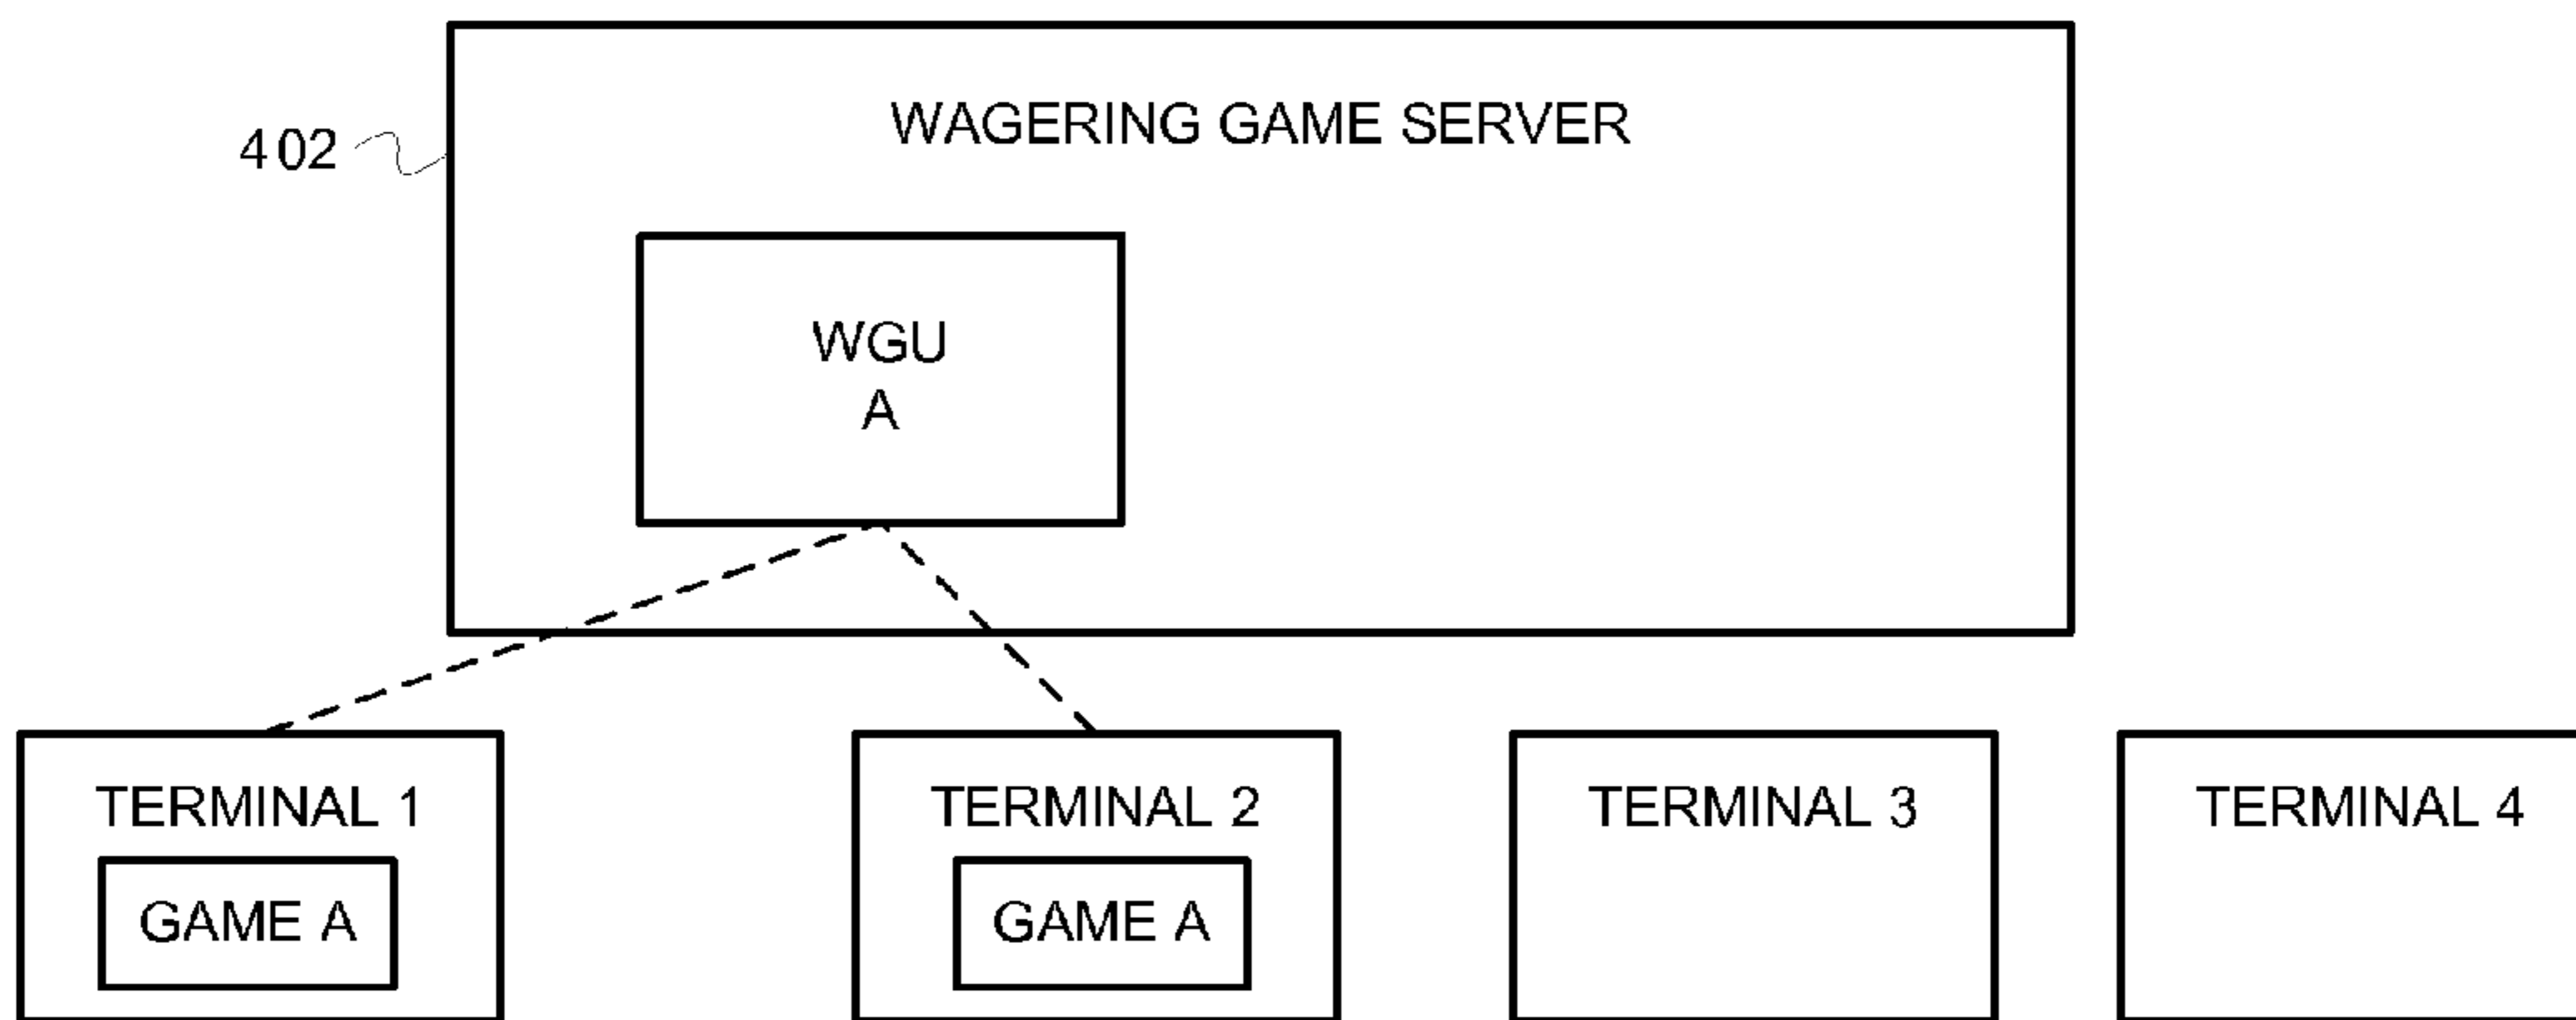 WAGERING GAME SERVER
402
WGU
A
TERMINAL 1
TERMINAL 2
TERMINAL 3
TERMINAL 4
GAME A
GAME A